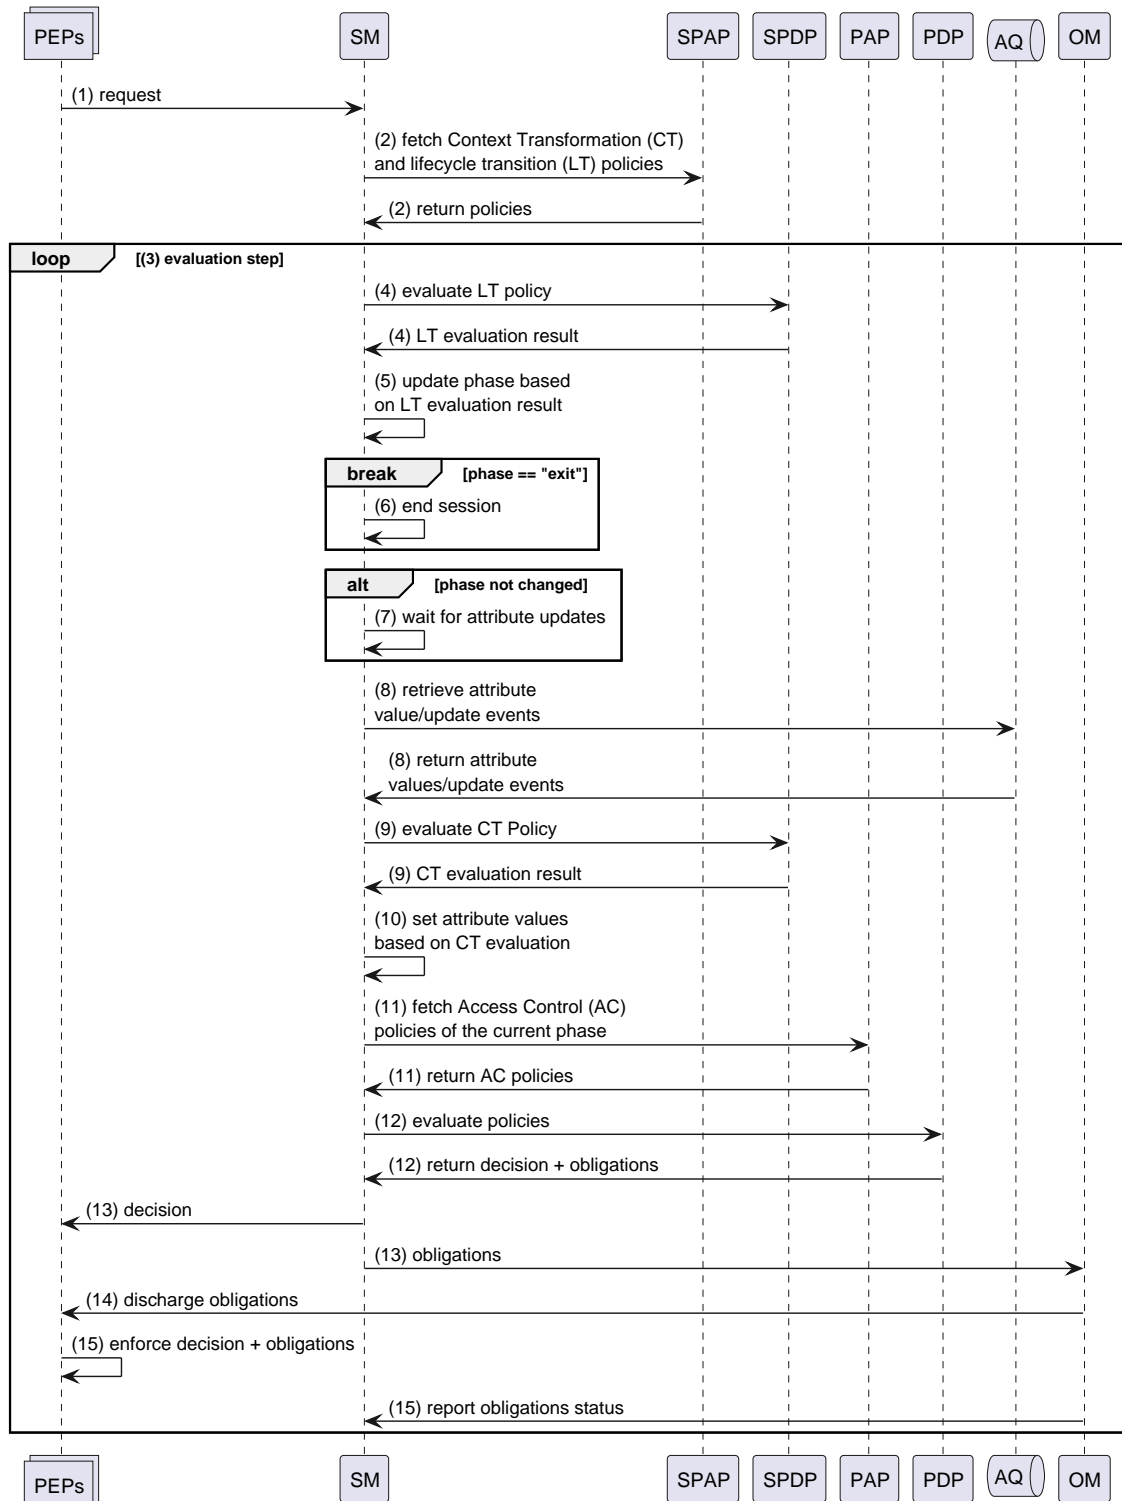 PEPs
SM
SPAP
SPDP
PAP
PDP
AQ
OM
(1) request
(2) fetch Context Transformation (CT)
and lifecycle transition (LT) policies
(2) return policies
loop
[(3) evaluation step]
(4) evaluate LT policy
(4) LT evaluation result
(5) update phase based
on LT evaluation result
break
[phase == "exit"]
(6) end session
alt
[phase not changed]
(7) wait for attribute updates
(8) retrieve attribute
value/update events
(8) return attribute
values/update events
(9) evaluate CT Policy
(9) CT evaluation result
(10) set attribute values
based on CT evaluation
(11) fetch Access Control (AC)
policies of the current phase
(11) return AC policies
(12) evaluate policies
(12) return decision + obligations
(13) decision
(13) obligations
(14) discharge obligations
(15) enforce decision + obligations
(15) report obligations status
PEPs
SM
SPAP
SPDP
PAP
PDP
AQ
OM